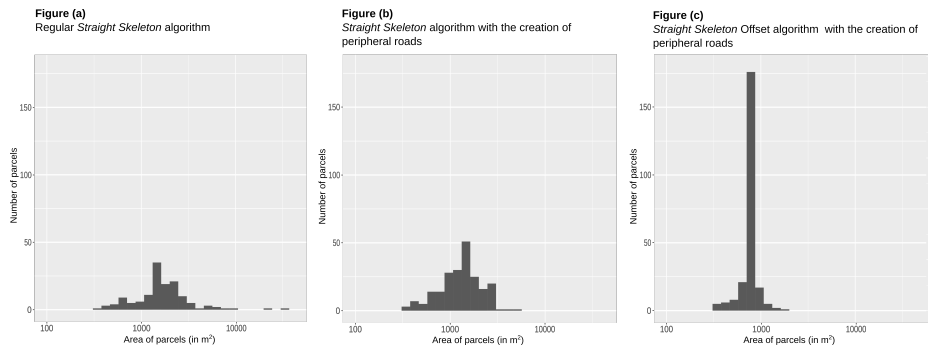 Figure (a)
Regular Straight Skeleton algorithm
150
100
50
0
Number of parcels
100
1000
10000
Area of parcels (in m²)
Figure (b)
Straight Skeleton algorithm with the creation of
peripheral roads
150
100
50
0
Number of parcels
100
1000
10000
Area of parcels (in m²)
Figure (c)
Straight Skeleton Offset algorithm with the creation of
peripheral roads
150
100
50
0
Number of parcels
100
1000
10000
Area of parcels (in m²)